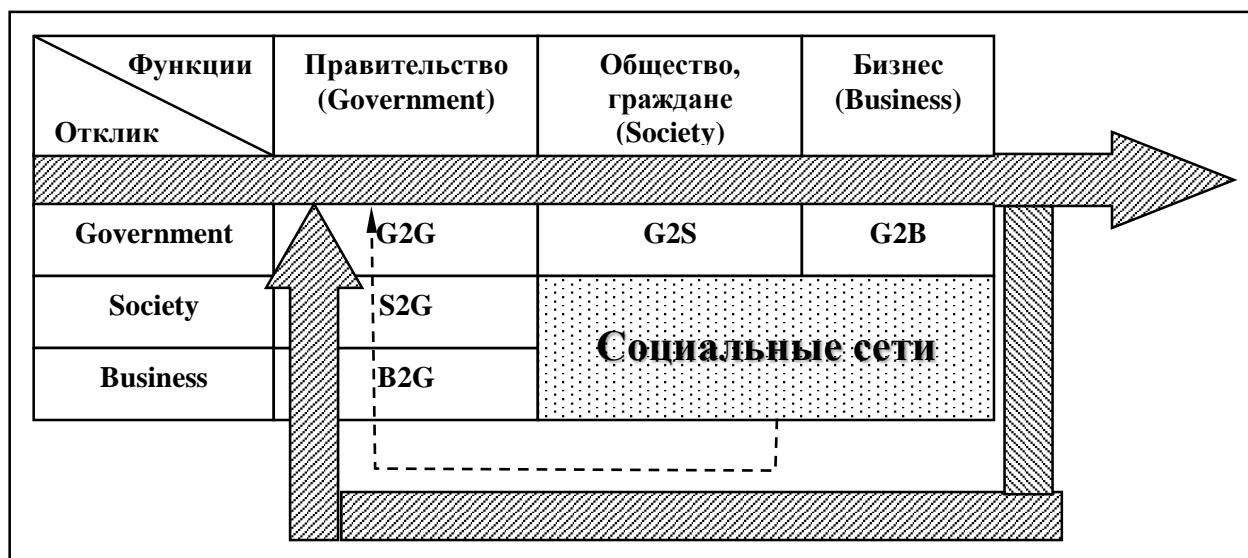 Функции
Отклик
Правительство
(Government)
Общество,
граждане
(Society)
Бизнес
(Business)
Government
G2G
G2S
G2B
Society
S2G
Социальные сети
Business
B2G